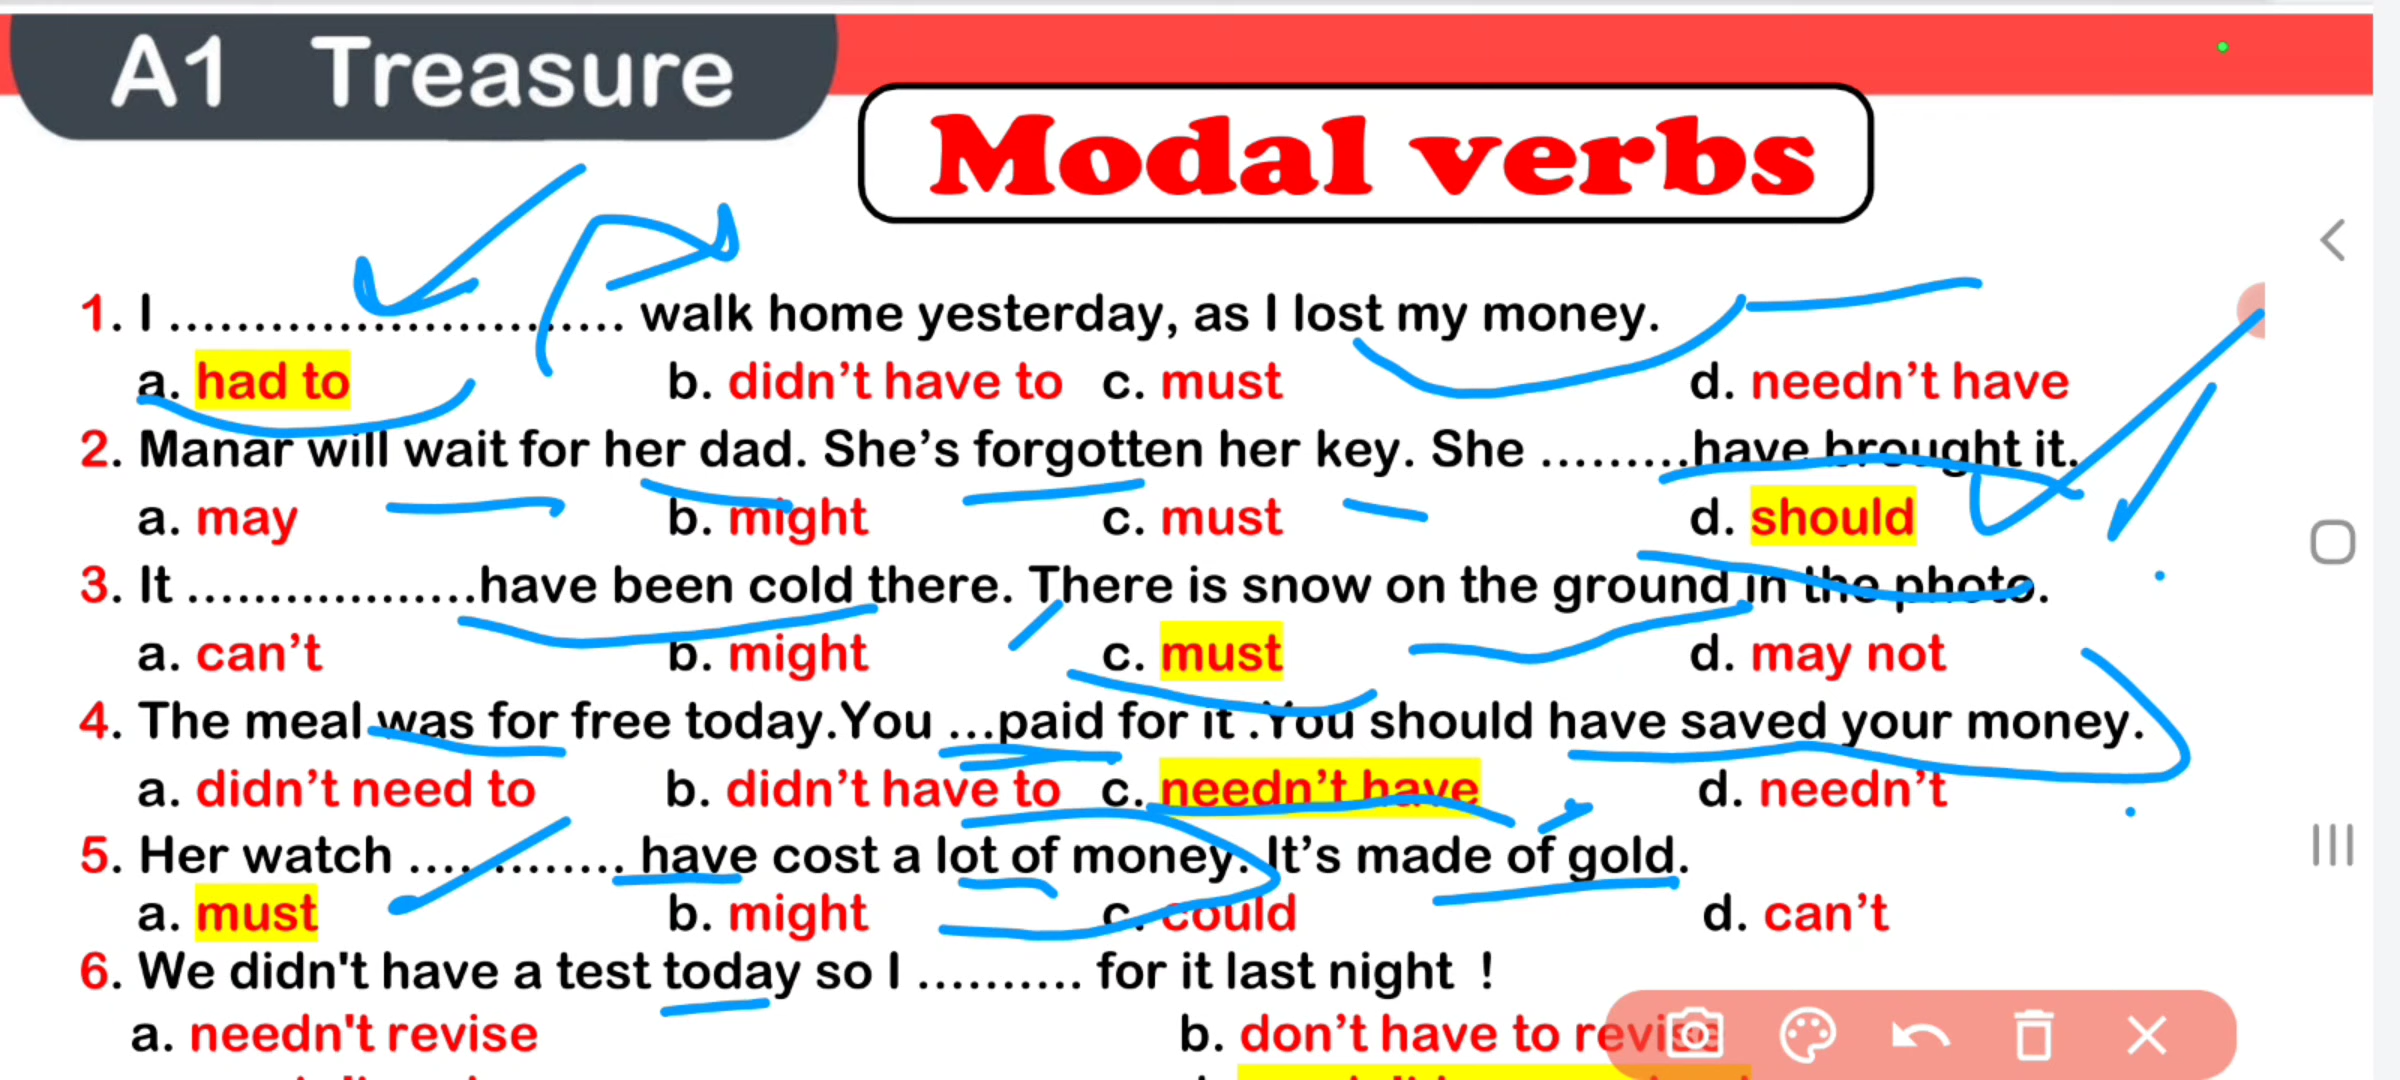 A1 Treasure
Modal verbs
1. I ............................ walk home yesterday, as I lost my money.
a. had to b. didn’t have to c. must d. needn’t have
2. Manar will wait for her dad. She’s forgotten her key. She .........have brought it.
a. may b. might c. must d. should
3. It ..................have been cold there. There is snow on the ground in the photo.
a. can’t b. might c. must d. may not
4. The meal was for free today.You ...paid for it .You should have saved your money.
a. didn’t need to b. didn’t have to c. needn’t have d. needn’t
5. Her watch ............. have cost a lot of money. It’s made of gold.
a. must b. might c. could d. can’t
6. We didn't have a test today so I .......... for it last night !
a. needn't revise b. don’t have to revise